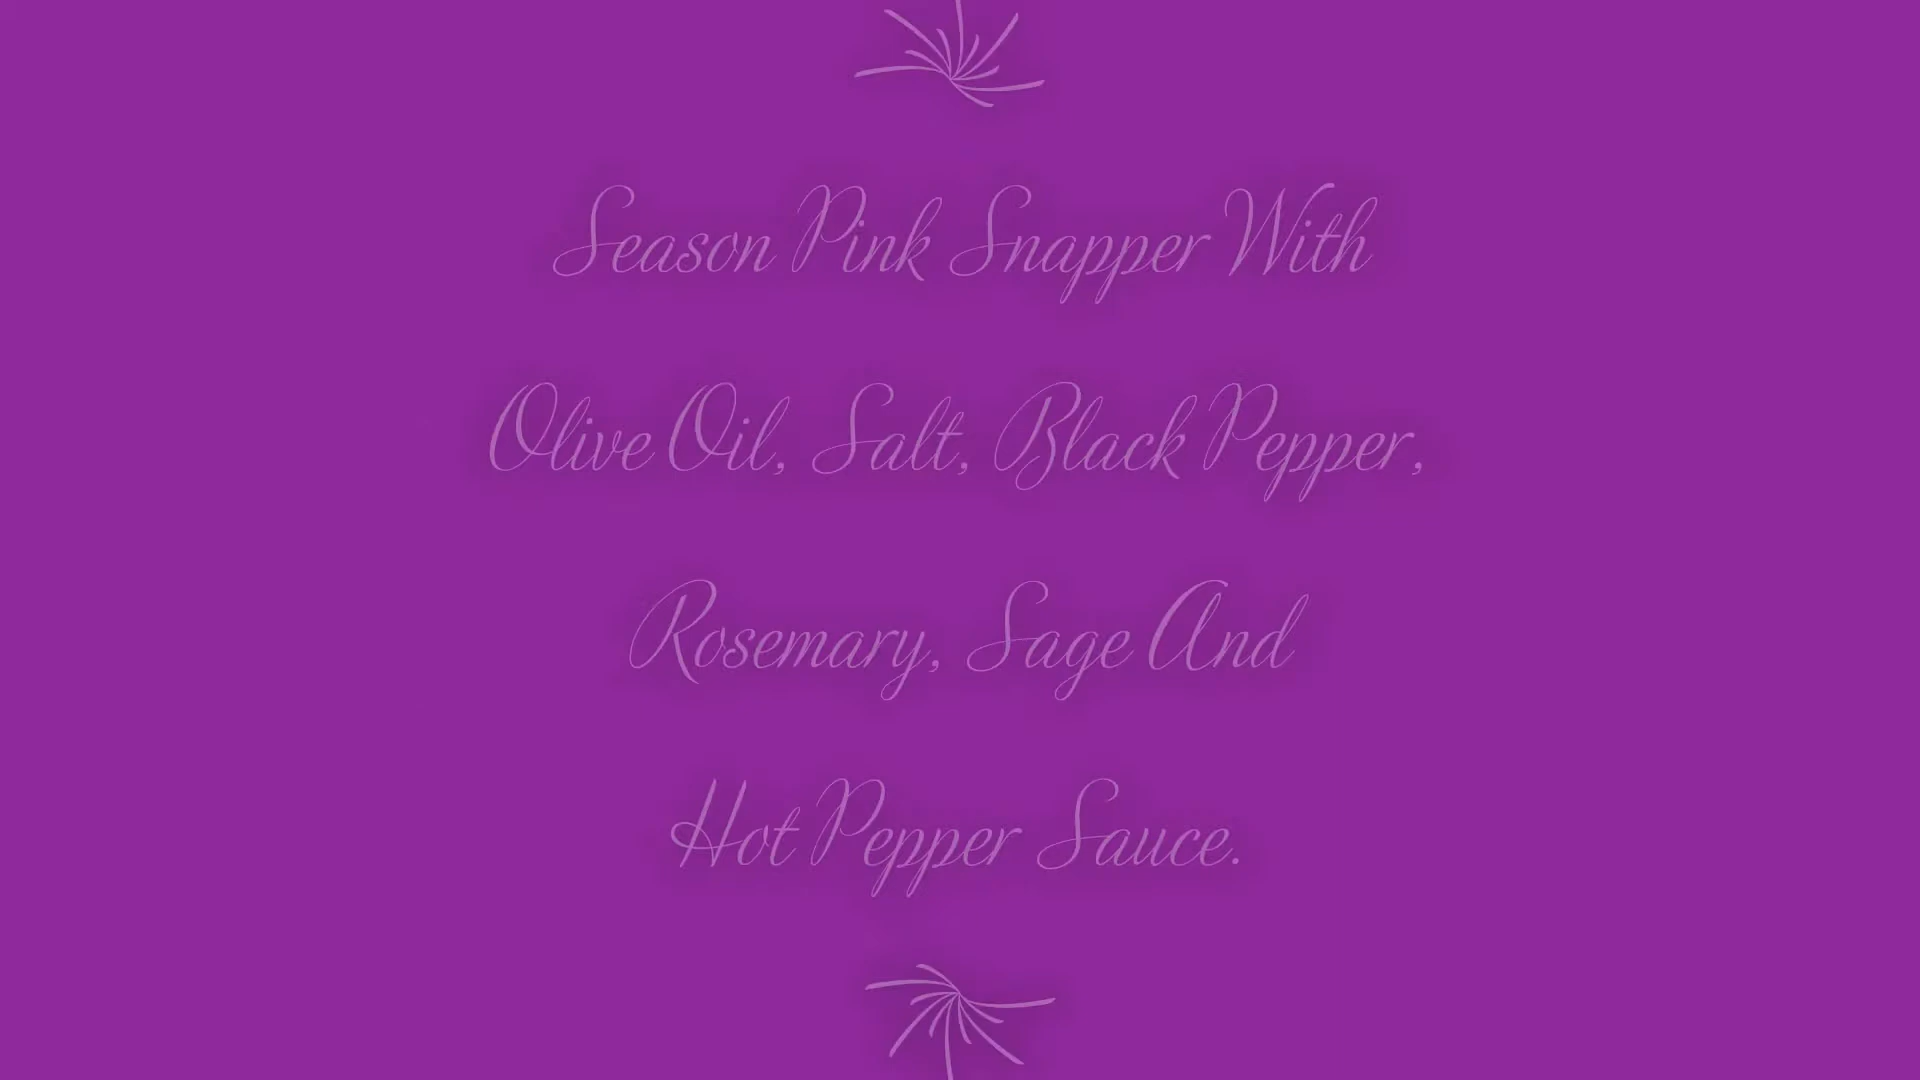 Season Pink Snapper With
Olive Oil, Salt, Black Pepper,
Rosemary, Sage And
Hot Pepper Sauce.